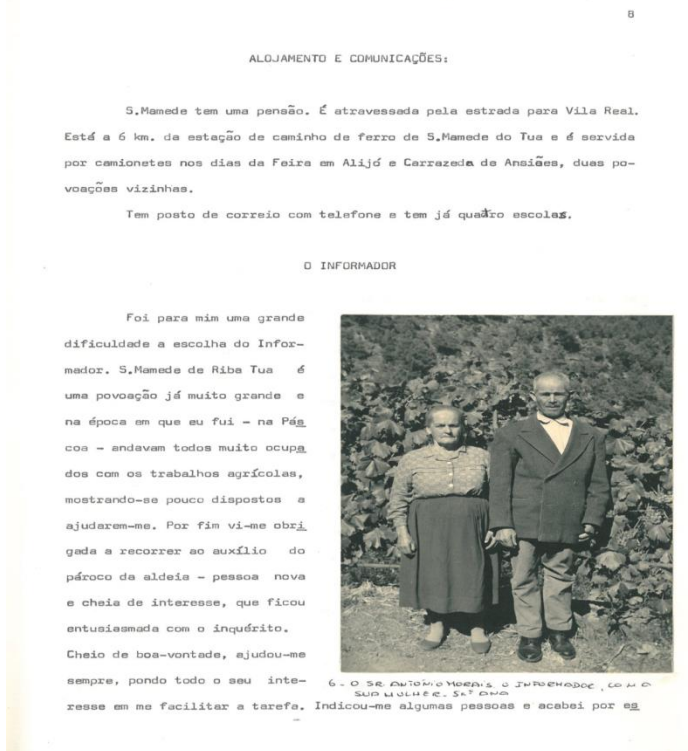 8
ALOJAMENTO E COMUNICAÇÕES:
S.Mamede tem uma pensão. É atravessada pela estrada para Vila Real.
Está a 6 km. da estação de caminho de ferro de S.Mamede do Tua e é servida
por camionetes nos dias da Feira em Alijó e Carrazeda de Ansiães, duas po-
voações vizinhas.
Tem posto de correio com telefone e tem já quatro escolas.
O INFORMADOR
Foi para mim uma grande
dificuldade a escolha do Infor-
mador. S.Mamede de Riba Tua é
uma povoação já muito grande e
na época em que eu fui - na Pás
coa - andavam todos muito ocupa
dos com os trabalhos agrícolas,
mostrando-se pouco dispostos a
ajudarem-me. Por fim vi-me obri
gada a recorrer ao auxílio do
pároco da aldeia - pessoa nova
e cheia de interesse, que ficou
entusiasmada com o inquérito.
Cheio de boa-vontade, ajudou-me
sempre, pondo todo o seu inte-
6 - O SR. ANTÓNIO MORAIS O INFORMADOR, COM A
SUA MULHER. SRª ANA
resse em me facilitar a tarefa. Indicou-me algumas pessoas e acabei por es